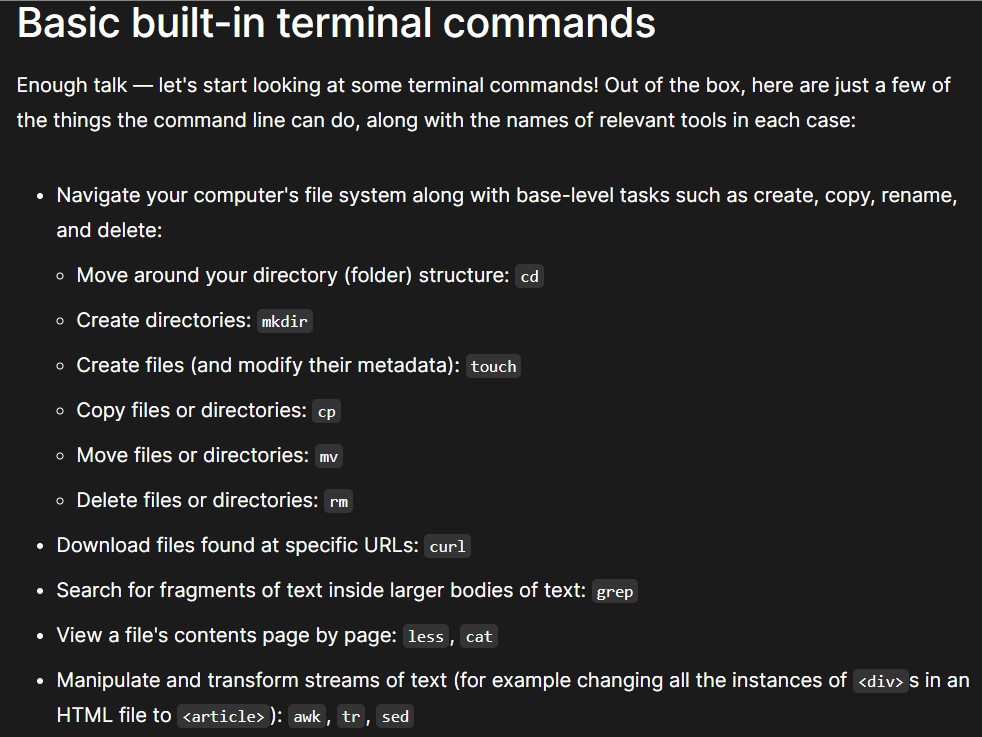 Basic built-in terminal commands
Enough talk — let's start looking at some terminal commands! Out of the box, here are just a few of
the things the command line can do, along with the names of relevant tools in each case:
• Navigate your computer's file system along with base-level tasks such as create, copy, rename,
and delete:
◦ Move around your directory (folder) structure: cd
◦ Create directories: mkdir
◦ Create files (and modify their metadata): touch
◦ Copy files or directories: cp
◦ Move files or directories: mv
◦ Delete files or directories: rm
• Download files found at specific URLs: curl
• Search for fragments of text inside larger bodies of text: grep
• View a file's contents page by page: less, cat
• Manipulate and transform streams of text (for example changing all the instances of <div>s in an
HTML file to <article>): awk, tr, sed